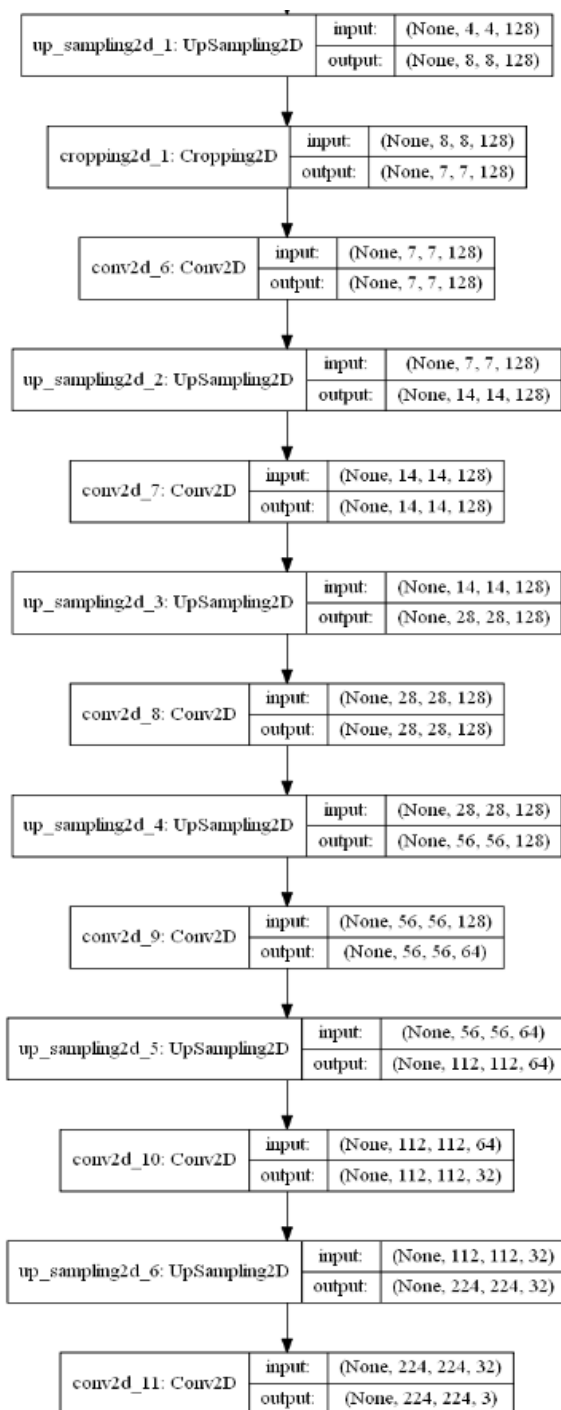 up_sampling2d_1: UpSampling2D input: (None, 4, 4, 128)
output: (None, 8, 8, 128)
cropping2d_1: Cropping2D input: (None, 8, 8, 128)
output: (None, 7, 7, 128)
conv2d_6: Conv2D input: (None, 7, 7, 128)
output: (None, 7, 7, 128)
up_sampling2d_2: UpSampling2D input: (None, 7, 7, 128)
output: (None, 14, 14, 128)
conv2d_7: Conv2D input: (None, 14, 14, 128)
output: (None, 14, 14, 128)
up_sampling2d_3: UpSampling2D input: (None, 14, 14, 128)
output: (None, 28, 28, 128)
conv2d_8: Conv2D input: (None, 28, 28, 128)
output: (None, 28, 28, 128)
up_sampling2d_4: UpSampling2D input: (None, 28, 28, 128)
output: (None, 56, 56, 128)
conv2d_9: Conv2D input: (None, 56, 56, 128)
output: (None, 56, 56, 64)
up_sampling2d_5: UpSampling2D input: (None, 56, 56, 64)
output: (None, 112, 112, 64)
conv2d_10: Conv2D input: (None, 112, 112, 64)
output: (None, 112, 112, 32)
up_sampling2d_6: UpSampling2D input: (None, 112, 112, 32)
output: (None, 224, 224, 32)
conv2d_11: Conv2D input: (None, 224, 224, 32)
output: (None, 224, 224, 3)